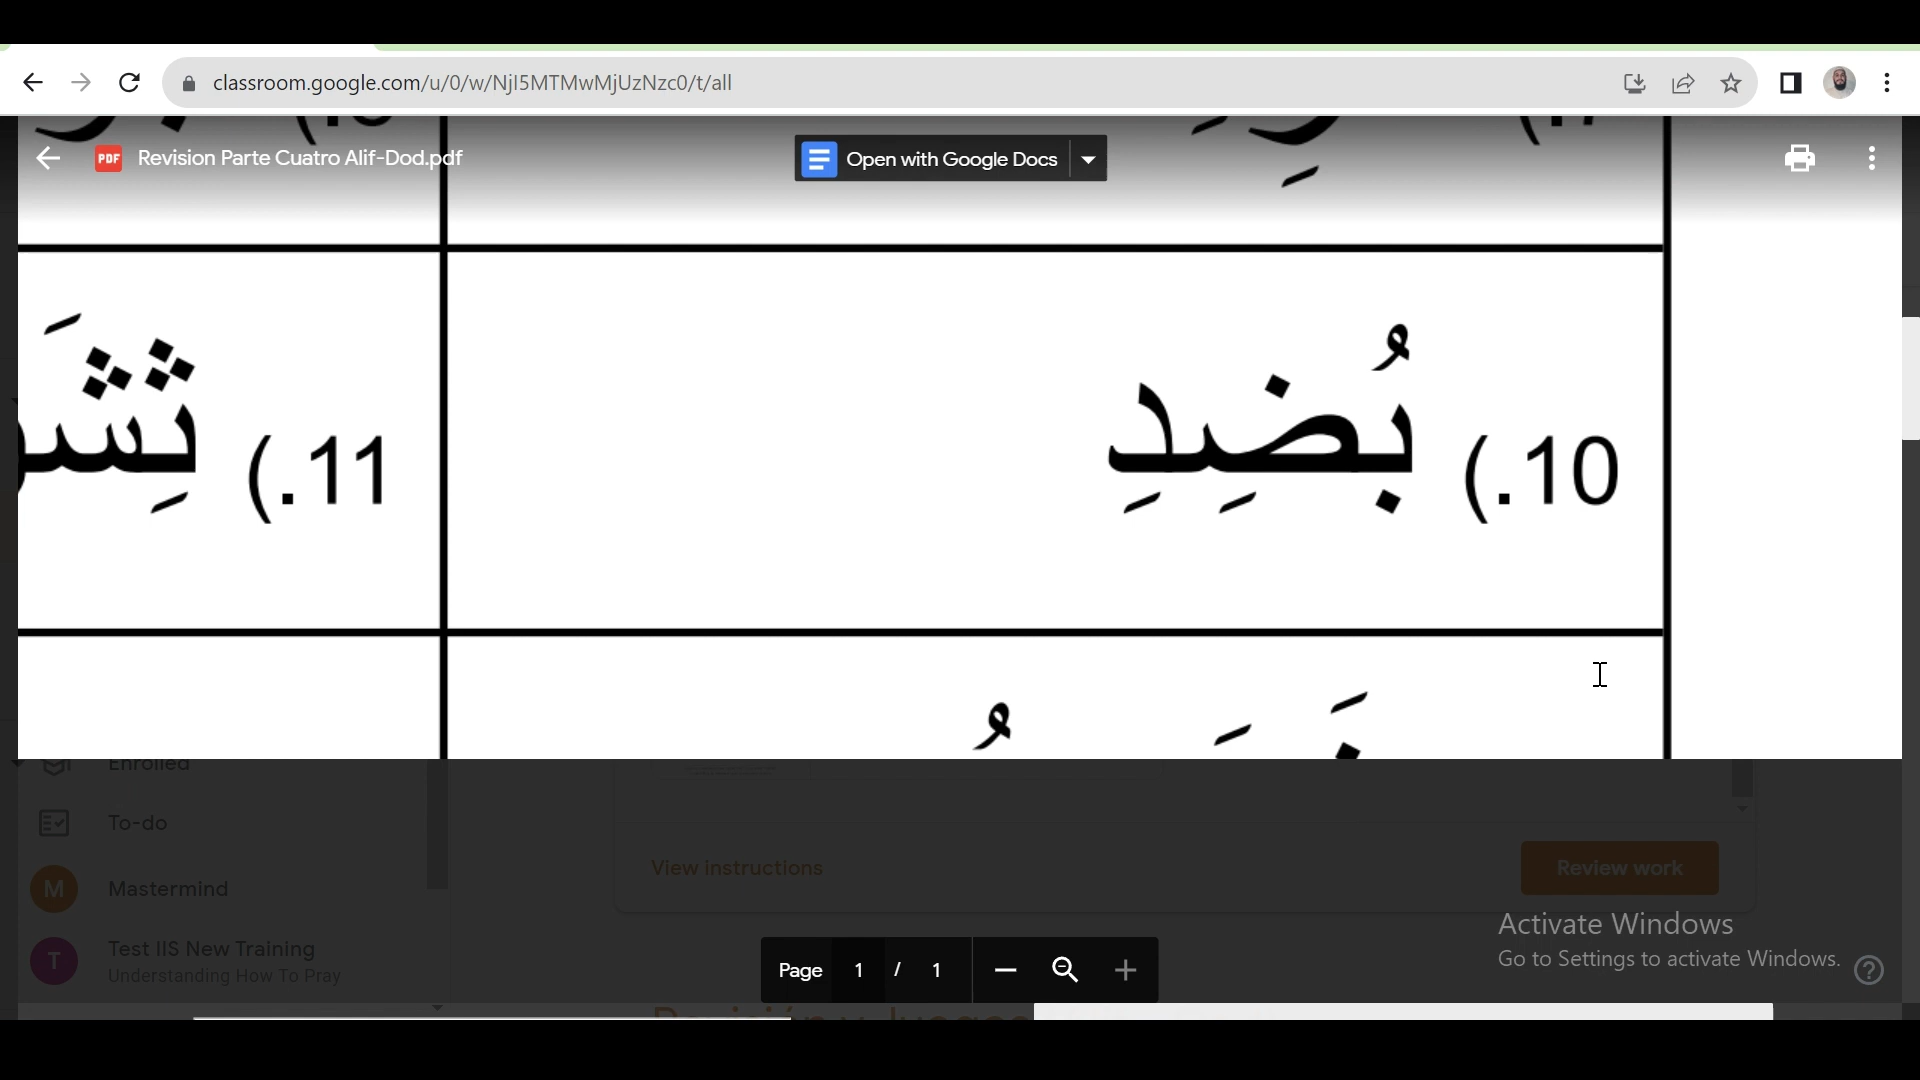 classroom.google.com/u/0/w/NjI5MTMwMjUzNzc0/t/all
PDF Revision Parte Cuatro Alif-Dod.pdf
Open with Google Docs
10.) بُضِدِ
11.)
Enrolled
To-do
View instructions
Review work
M Mastermind
T Test IIS New Training
Understanding How To Pray
Page 1 / 1
Activate Windows
Go to Settings to activate Windows.